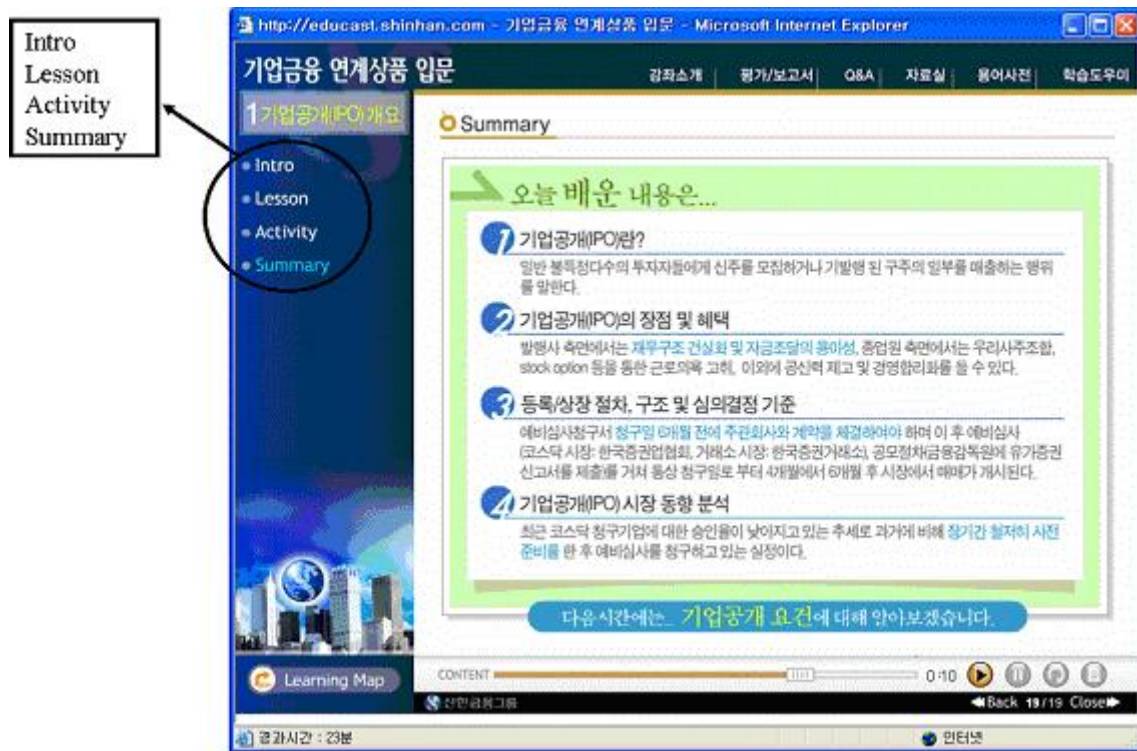 Intro
Lesson
Activity
Summary
http://educast.shinhan.com - 기업금융 연계상품 입문 - Microsoft Internet Explorer
기업금융 연계상품 입문
강좌소개 | 평가/보고서 | Q&A | 자료실 | 용어사전 | 학습도우미
1 기업공개(IPO)개요
Intro
Lesson
Activity
Summary
Summary
오늘 배운 내용은...
1 기업공개(IPO)란?
일반 불특정다수의 투자자들에게 신주를 모집하거나 기발행 된 구주의 일부를 매출하는 행위
를 말한다.
2 기업공개(IPO)의 장점 및 혜택
발행사 측면에서는 재무구조 건실화 및 자금조달의 용이성, 종업원 측면에서는 우리사주조합,
stock option 등을 통한 근로의욕 고취, 이외에 공신력 제고 및 경영합리화를 들 수 있다.
3 등록/상장 절차, 구조 및 심의결정 기준
예비심사청구서 청구일 6개월 전에 주관회사와 계약을 체결하여야 하며 이 후 예비심사
(코스닥 시장: 한국증권업협회, 거래소 시장: 한국증권거래소), 공모절차(금융감독원에 유가증권
신고서를 제출)를 거쳐 통상 청구일로 부터 4개월에서 6개월 후 시장에서 매매가 개시된다.
4 기업공개(IPO) 시장 동향 분석
최근 코스닥 청구기업에 대한 승인율이 낮아지고 있는 추세로 과거에 비해 장기간 철저히 사전
준비를 한 후 예비심사를 청구하고 있는 실정이다.
다음시간에는... 기업공개 요건에 대해 알아보겠습니다.
Learning Map
CONTENT
0:10
신한금융그룹
Back 19/19 Close
경과시간 : 23분
인터넷